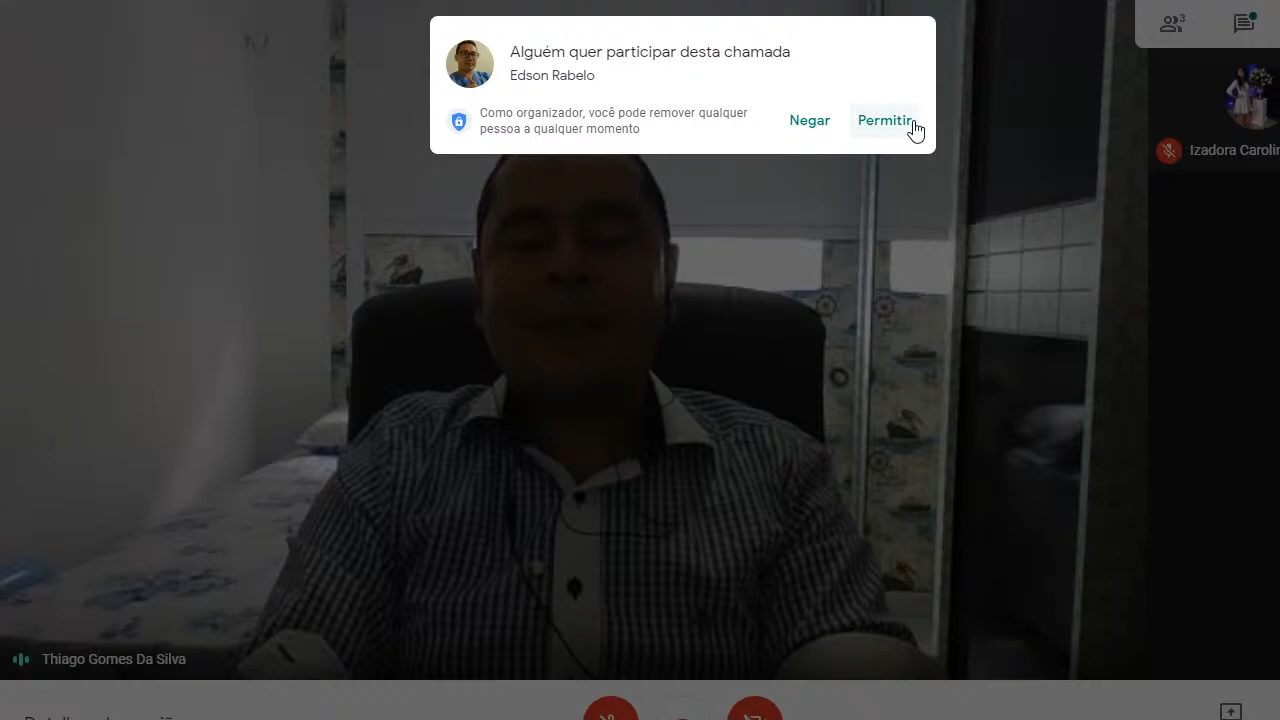 Alguém quer participar desta chamada
Edson Rabelo
Como organizador, você pode remover qualquer
pessoa a qualquer momento
Negar
Permitir
3
Izadora Carolin
Thiago Gomes Da Silva